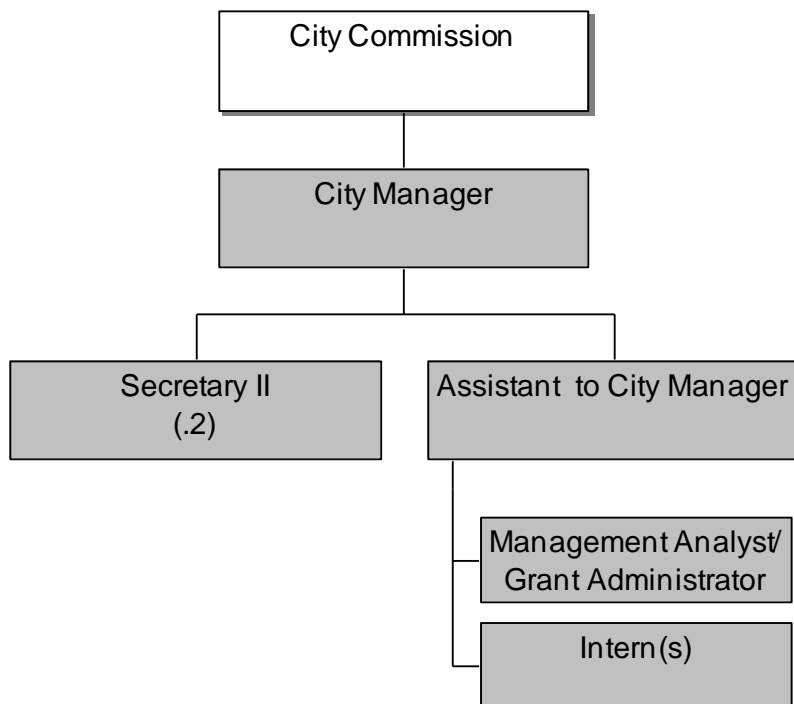 City Commission
City Manager
Secretary II
(.2)
Assistant to City Manager
Management Analyst/
Grant Administrator
Intern(s)